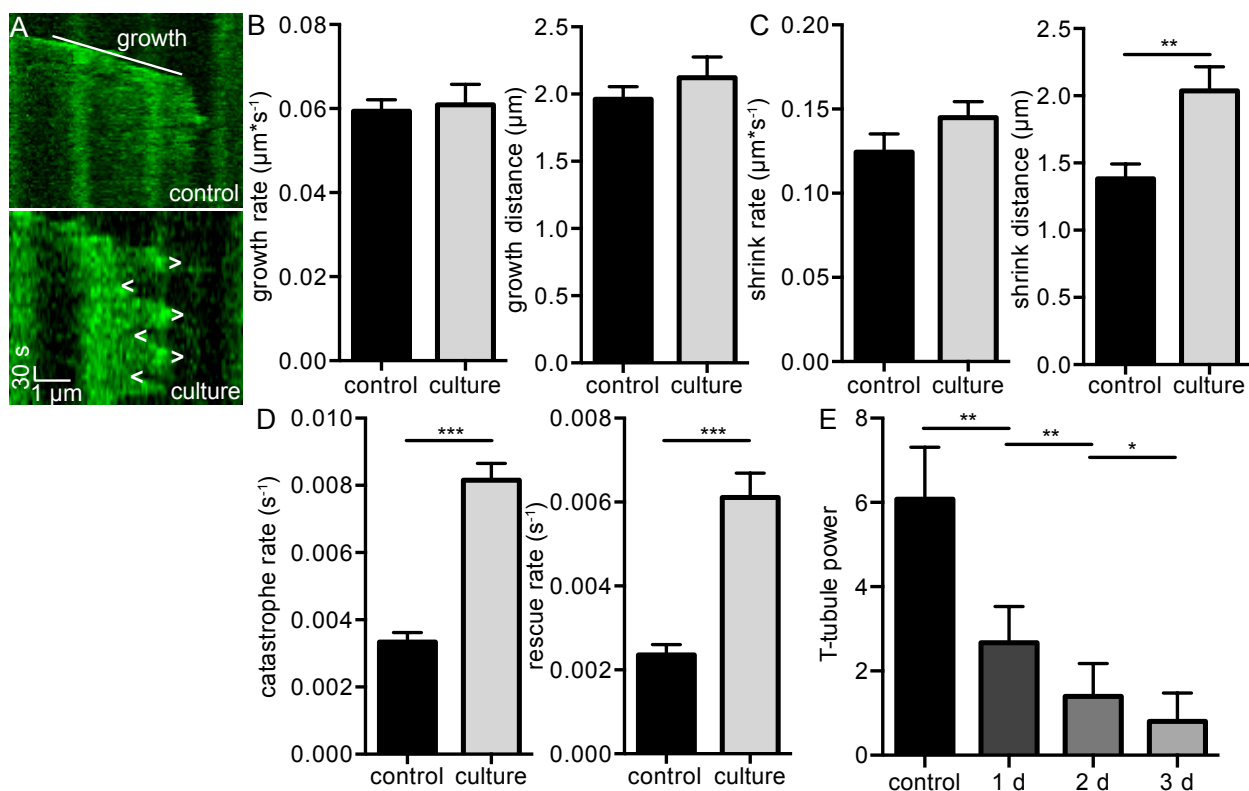 A
growth
control
>
<
>
<
>
<
30 s
1 µm
culture
B
growth rate (µm*s⁻¹)
0.08
0.06
0.04
0.02
0.00
control culture
growth distance (µm)
2.5
2.0
1.5
1.0
0.5
0.0
control culture
C
shrink rate (µm*s⁻¹)
0.20
0.15
0.10
0.05
0.00
control culture
shrink distance (µm)
2.5
2.0
1.5
1.0
0.5
0.0
**
control culture
D
catastrophe rate (s⁻¹)
0.010
0.008
0.006
0.004
0.002
0.000
***
control culture
rescue rate (s⁻¹)
0.008
0.006
0.004
0.002
0.000
***
control culture
E
T-tubule power
8
6
4
2
0
**
**
*
control 1 d 2 d 3 d